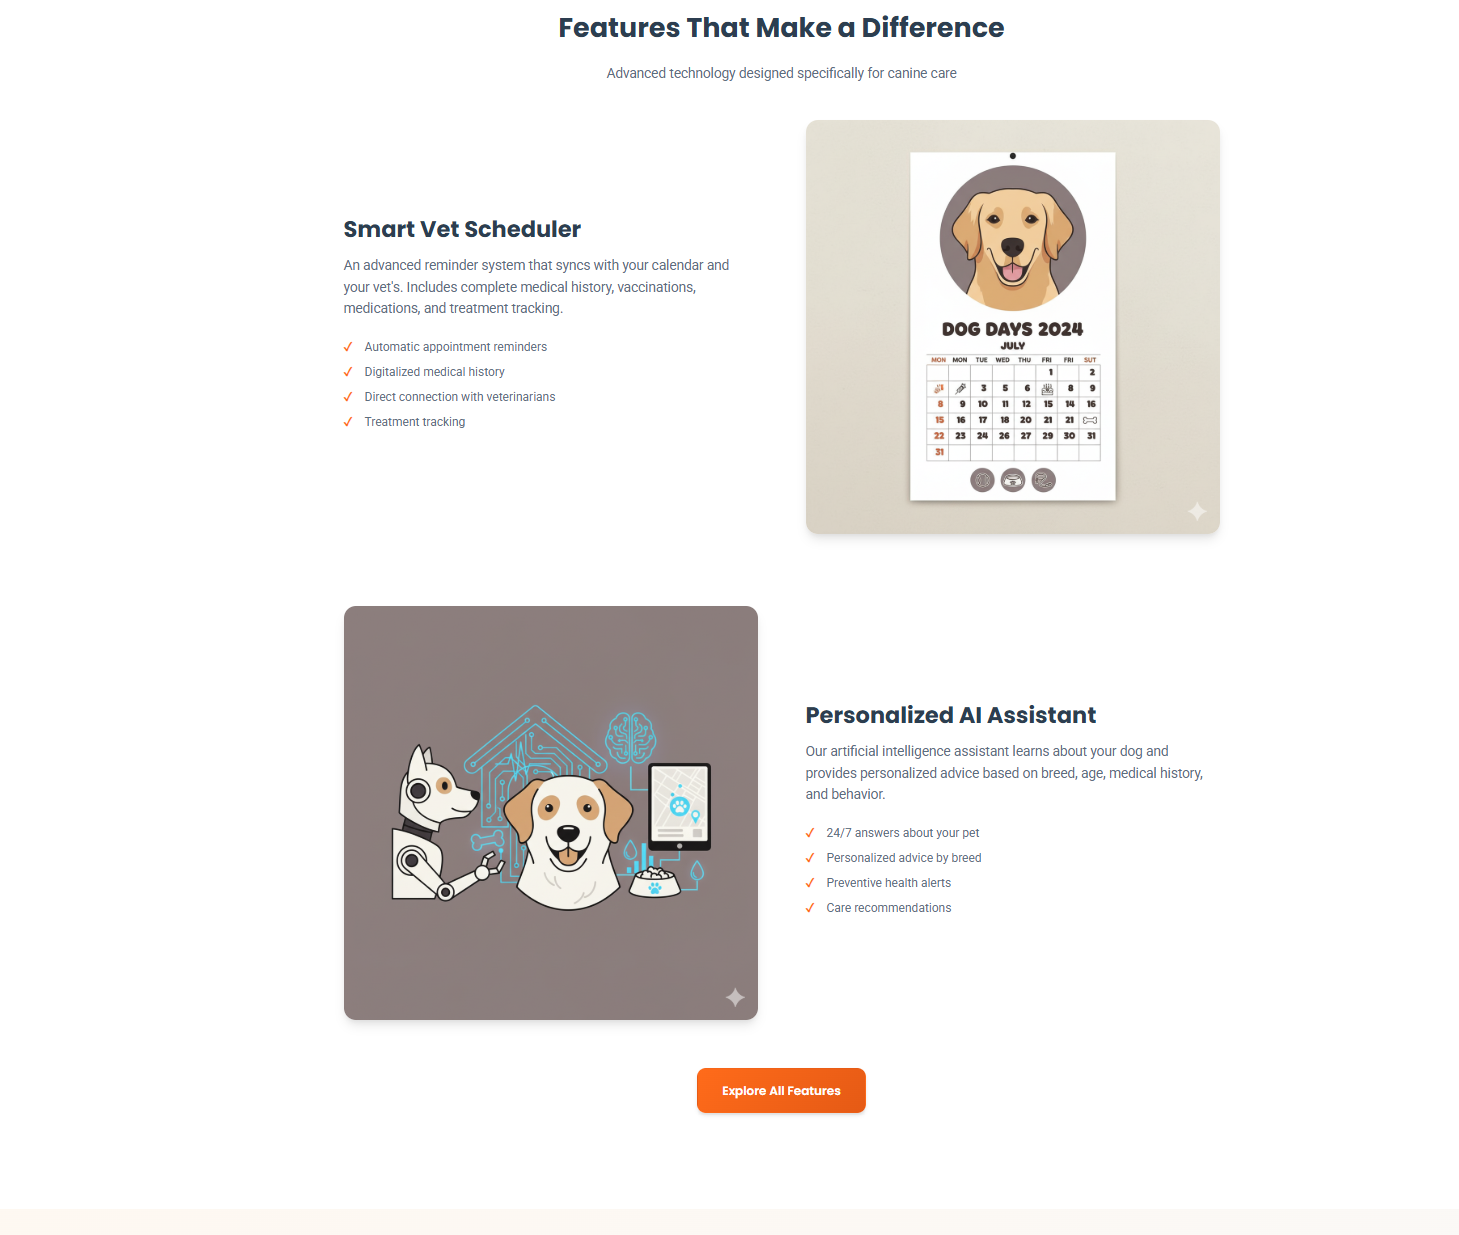 Features That Make a Difference
Advanced technology designed specifically for canine care
Smart Vet Scheduler
An advanced reminder system that syncs with your calendar and
your vet's. Includes complete medical history, vaccinations,
medications, and treatment tracking.
✓ Automatic appointment reminders
✓ Digitalized medical history
✓ Direct connection with veterinarians
✓ Treatment tracking
DOG DAYS 2024
JULY
MON MON TUE WED THU FRI FRI SUT
1 2
3 5 6 8 9
8 9 10 11 12 15 14 16
15 16 17 18 20 21 21
22 23 24 26 27 29 30 31
31
Personalized AI Assistant
Our artificial intelligence assistant learns about your dog and
provides personalized advice based on breed, age, medical history,
and behavior.
✓ 24/7 answers about your pet
✓ Personalized advice by breed
✓ Preventive health alerts
✓ Care recommendations
Explore All Features